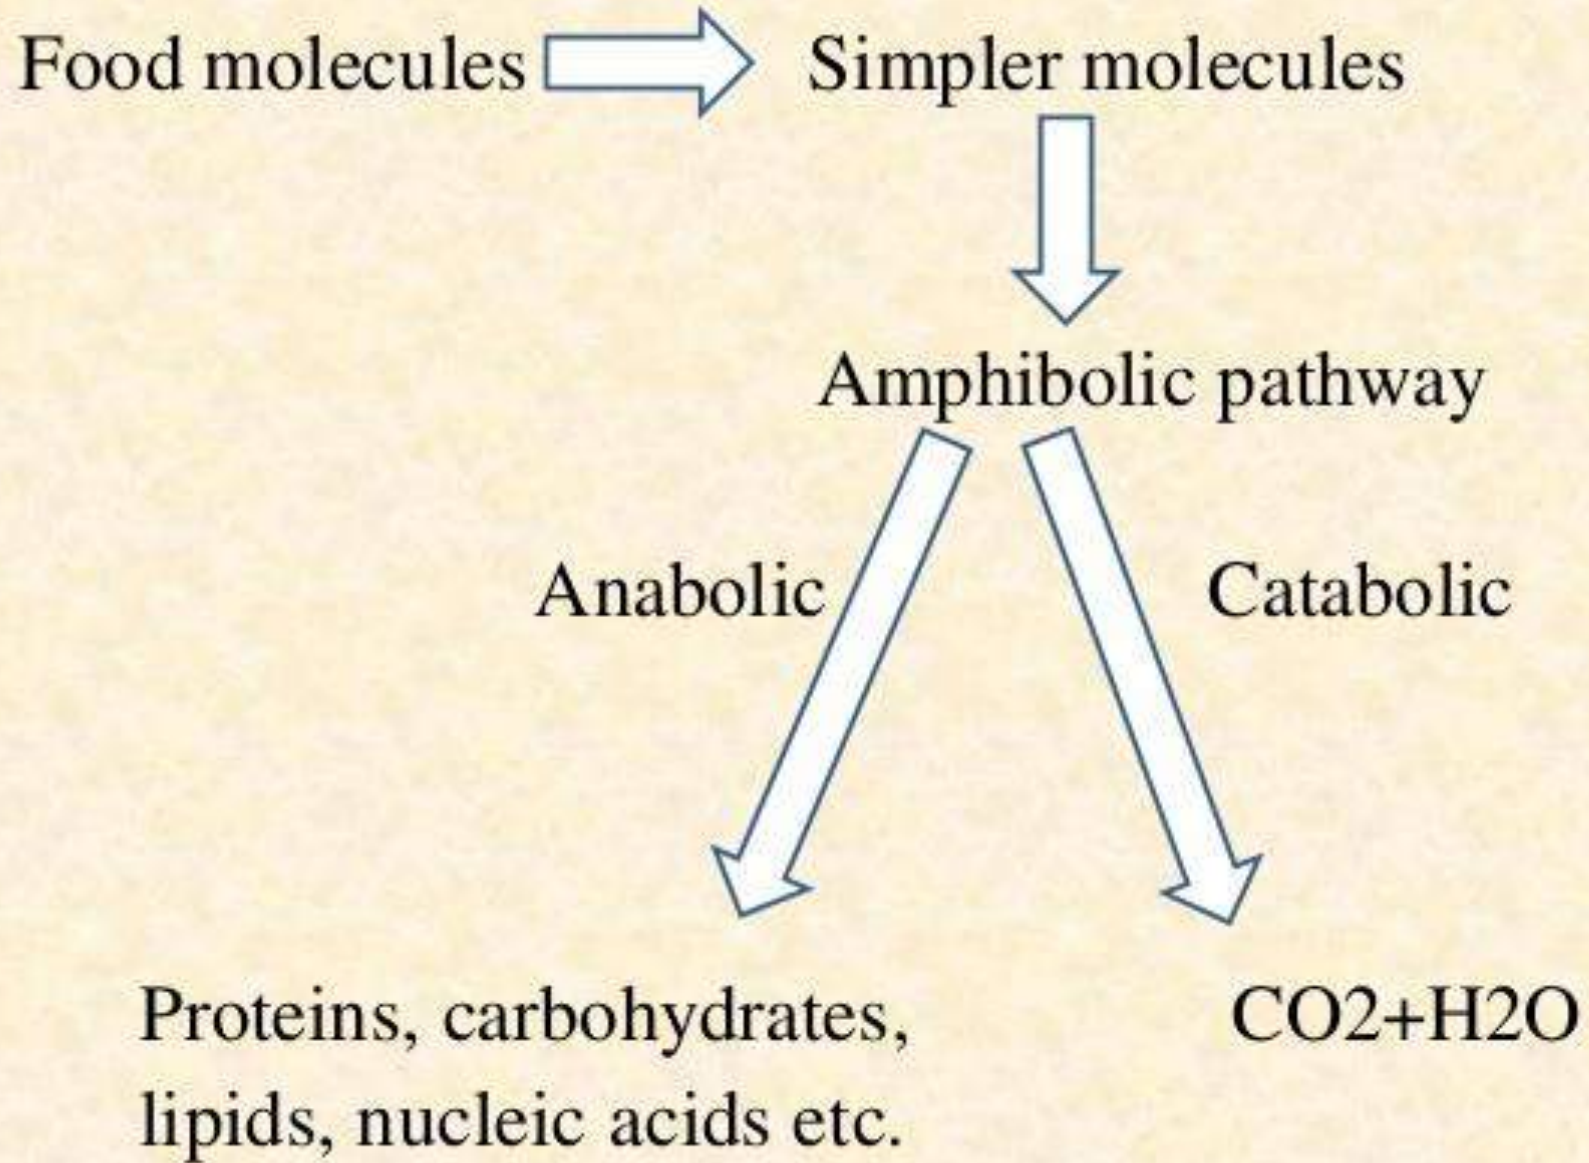 Food molecules
Simpler molecules
Amphibolic pathway
Anabolic
Catabolic
Proteins, carbohydrates,
lipids, nucleic acids etc.
CO2+H2O